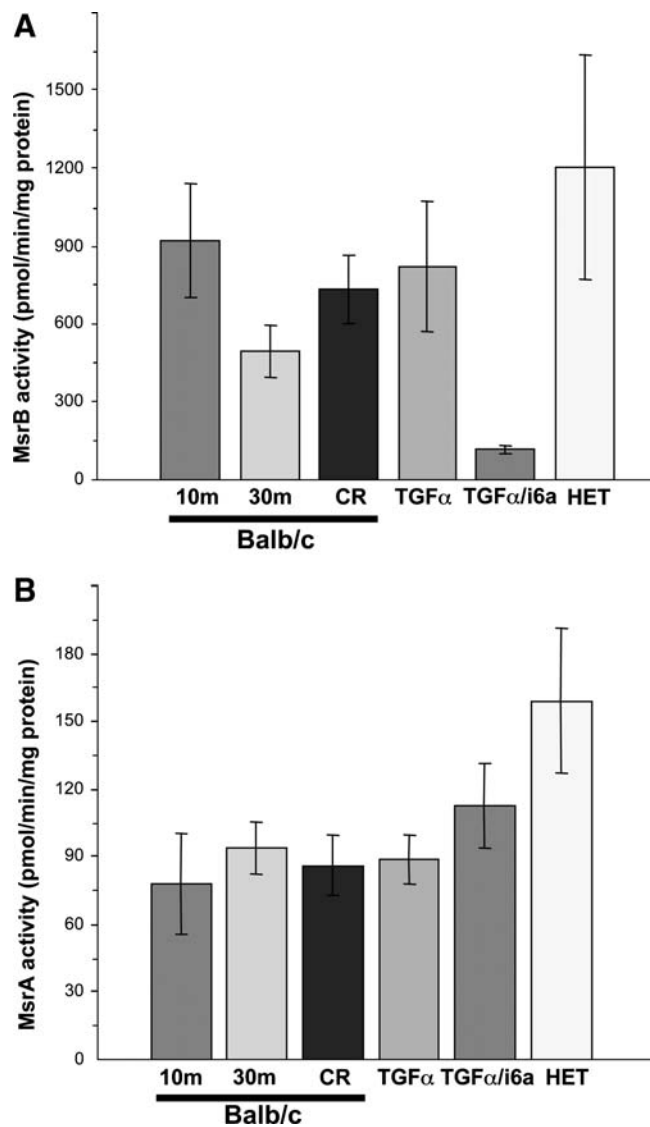 A
MsrB activity (pmol/min/mg protein)
1500
1200
900
600
300
0
10m 30m CR TGFα TGFα/i6a HET
Balb/c
B
MsrA activity (pmol/min/mg protein)
180
150
120
90
60
30
0
10m 30m CR TGFα TGFα/i6a HET
Balb/c